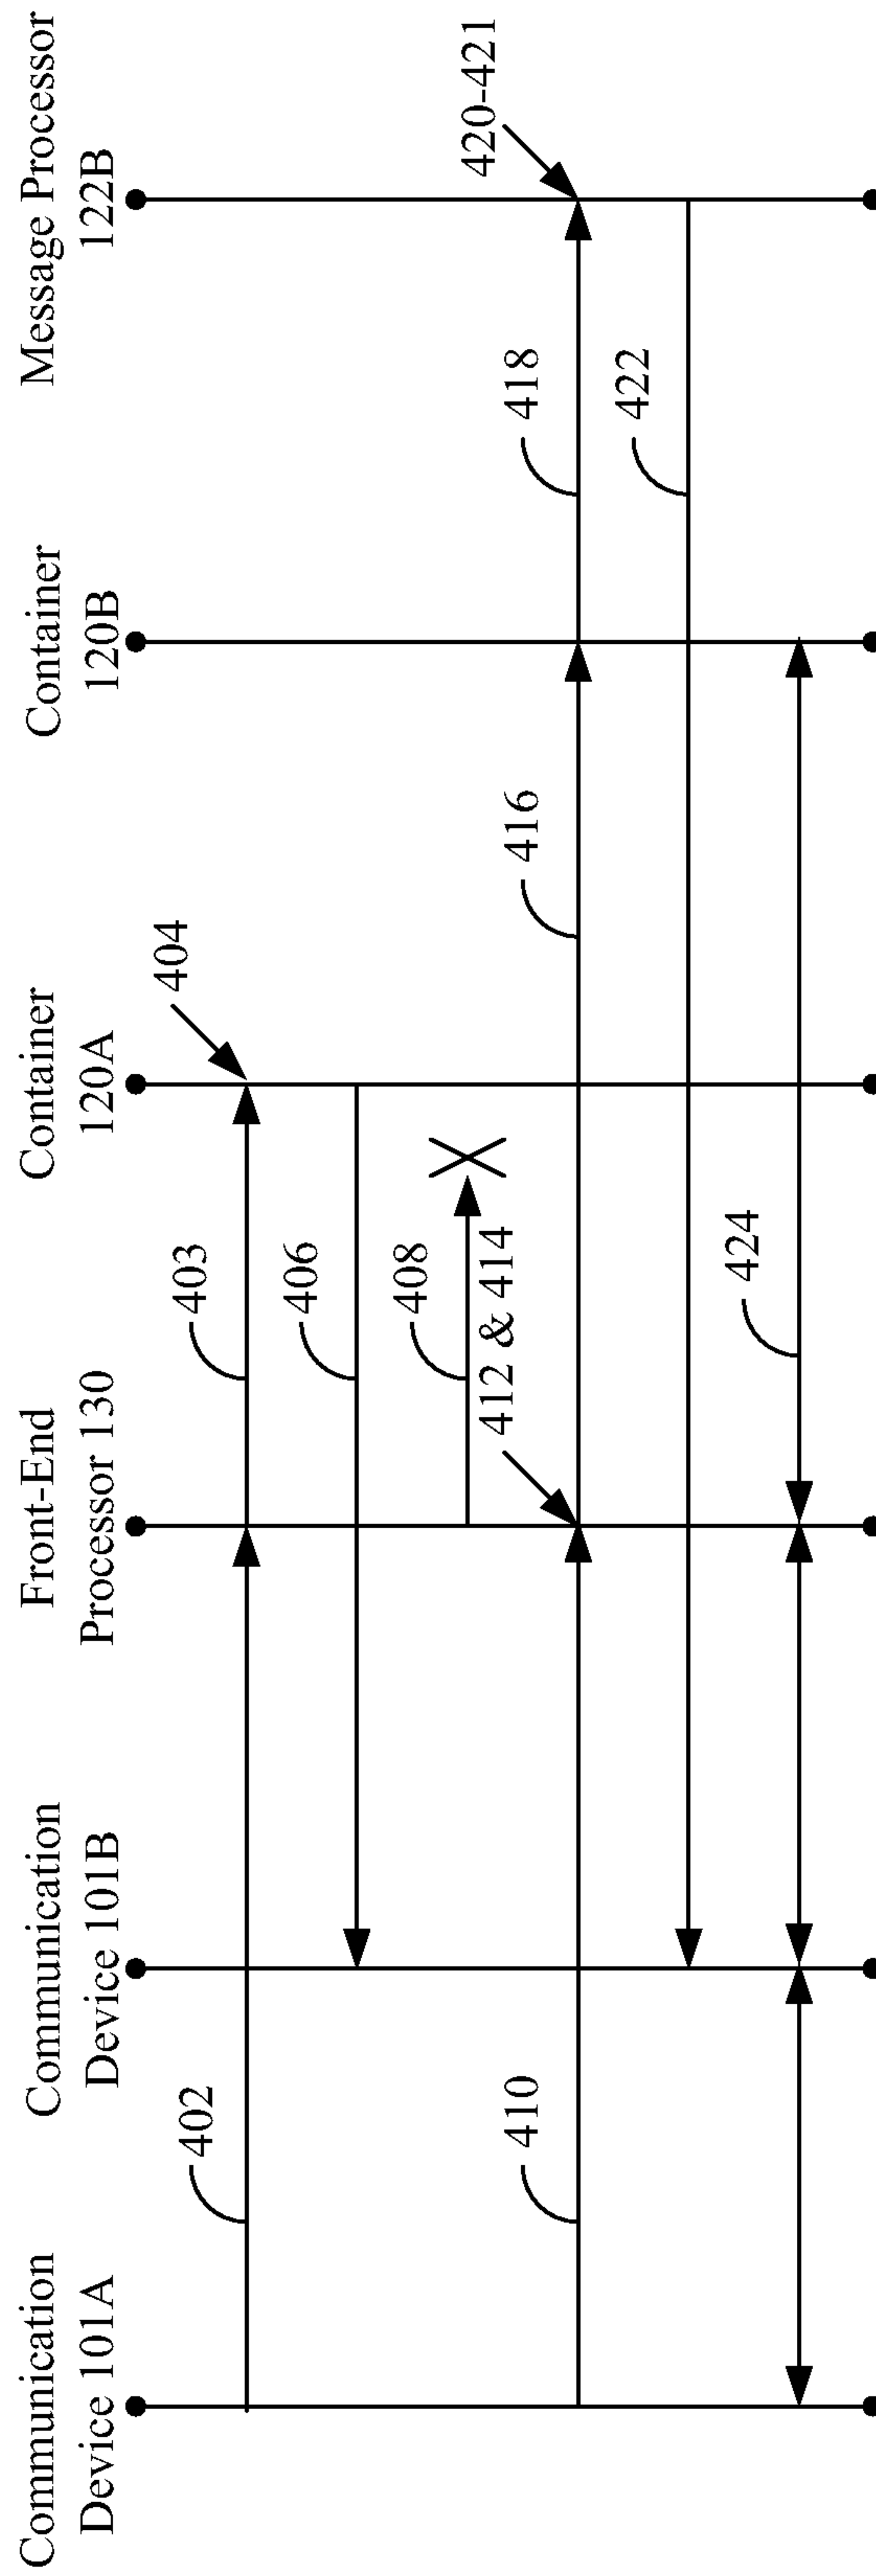 Communication
Device 101A
Communication
Device 101B
Front-End
Processor 130
Container
120A
Container
120B
Message Processor
122B
402
403
404
406
408
412 & 414
410
416
418
420-421
422
424